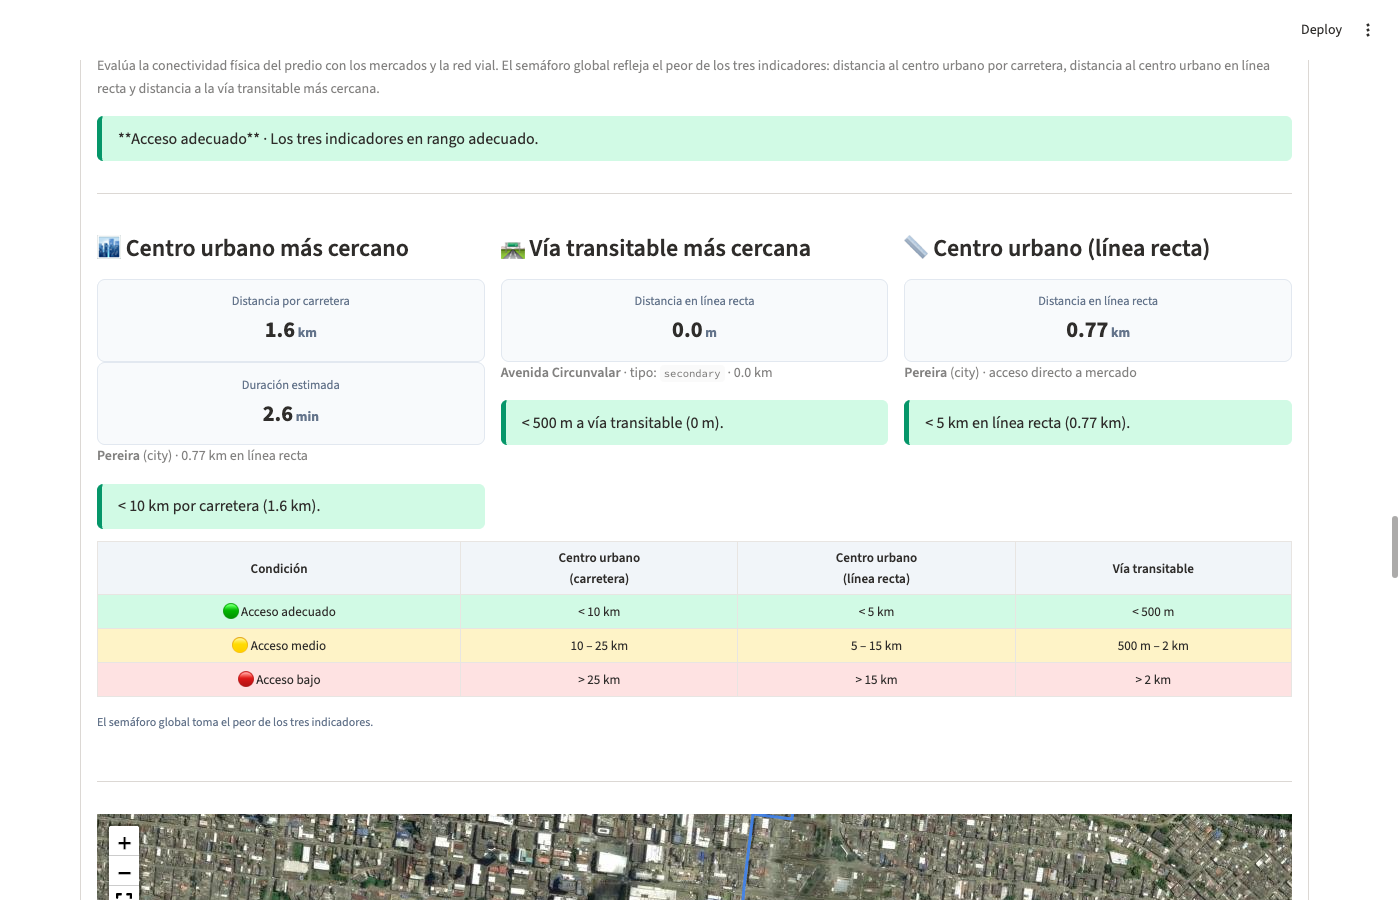 Deploy
Evalúa la conectividad física del predio con los mercados y la red vial. El semáforo global refleja el peor de los tres indicadores: distancia al centro urbano por carretera, distancia al centro urbano en línea
recta y distancia a la vía transitable más cercana.
**Acceso adecuado** · Los tres indicadores en rango adecuado.
Centro urbano más cercano
Distancia por carretera
1.6 km
Duración estimada
2.6 min
Pereira (city) · 0.77 km en línea recta
< 10 km por carretera (1.6 km).
Vía transitable más cercana
Distancia en línea recta
0.0 m
Avenida Circunvalar · tipo: secondary · 0.0 km
< 500 m a vía transitable (0 m).
Centro urbano (línea recta)
Distancia en línea recta
0.77 km
Pereira (city) · acceso directo a mercado
< 5 km en línea recta (0.77 km).
Condición Centro urbano (carretera) Centro urbano (línea recta) Vía transitable
Acceso adecuado < 10 km < 5 km < 500 m
Acceso medio 10 – 25 km 5 – 15 km 500 m – 2 km
Acceso bajo > 25 km > 15 km > 2 km
El semáforo global toma el peor de los tres indicadores.
+
−